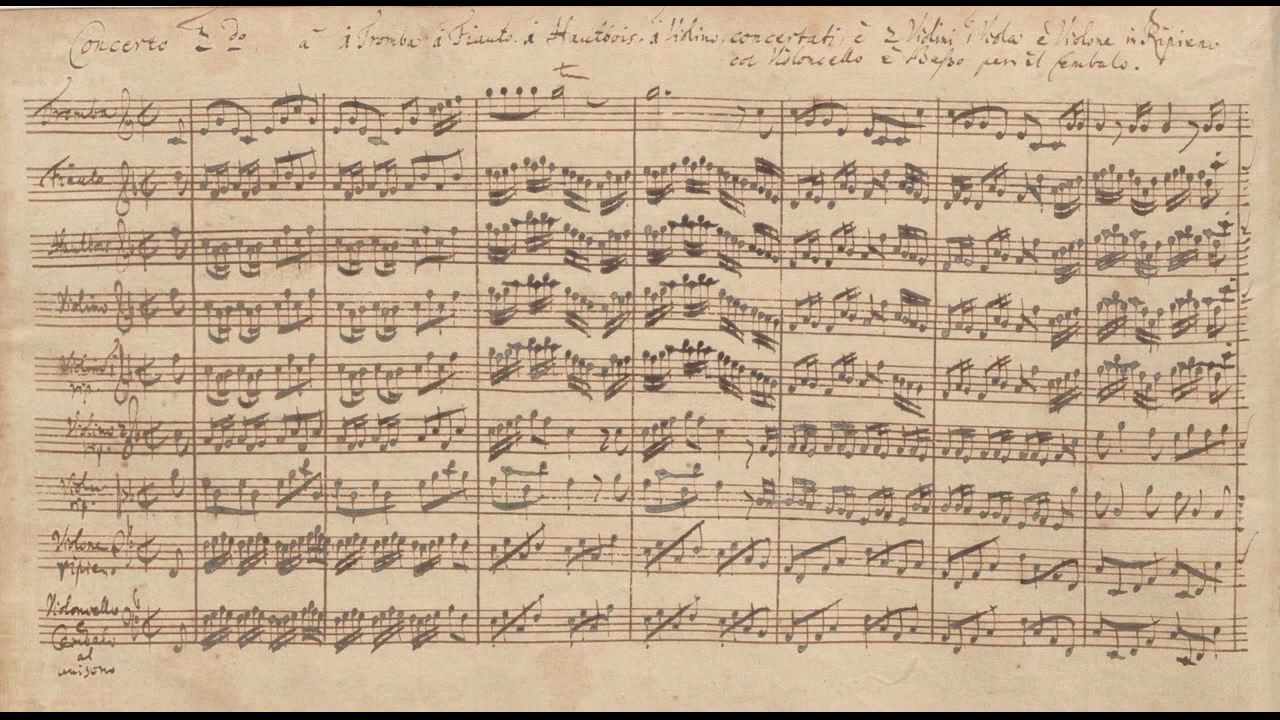 Concerto 2do. à 1 Tromba 1 Fiauto. 1 Hautbois. 1 Violino, concertati, è 2 Violini 1 Viola è Violone in Ripieno
col Violoncello è Basso per il Cembalo.
Tromba
Fiauto
Hautbois
Violino
Violino 1
rip.
Violino 2
rip.
Viola
rip.
Violone
ripieno
Violoncello
e
Cembalo
al
unisono